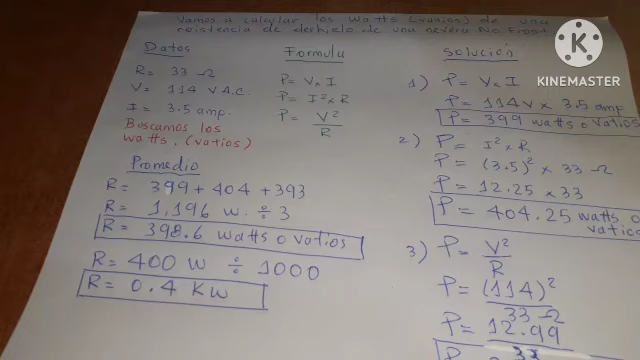 Vamos a calcular los Watts (vatios) de una
resistencia de deshielo de una nevera No Frost
KINEMASTER
Datos
R= 33 Ω
V= 114 V A.C.
I= 3.5 amp.
Buscamos los
watts. (vatios)
Formula
P= V x I
P= I² x R
P= V²
R
Promedio
R= 399 + 404 + 393
R= 1.196 w ÷ 3
R= 398.6 watts o vatios
R= 400 W ÷ 1000
R= 0.4 KW
Solución
1) P= V x I
P= 114V x 3.5 amp
P= 399 watts o vatios
2) P= I² x R
P= (3.5)² x 33 Ω
P= 12.25 x 33
P= 404.25 watts o
vatios
3) P= V²
R
P= (114)²
33 Ω
P= 12.99
33